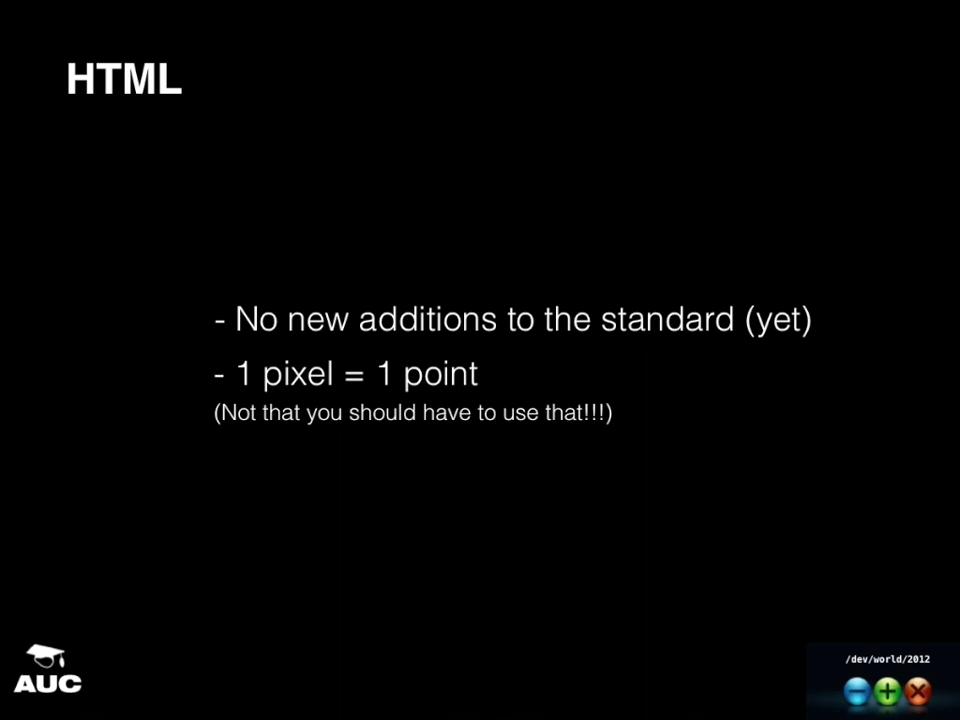 HTML
- No new additions to the standard (yet)
- 1 pixel = 1 point
(Not that you should have to use that!!!)
AUC
/dev/world/2012